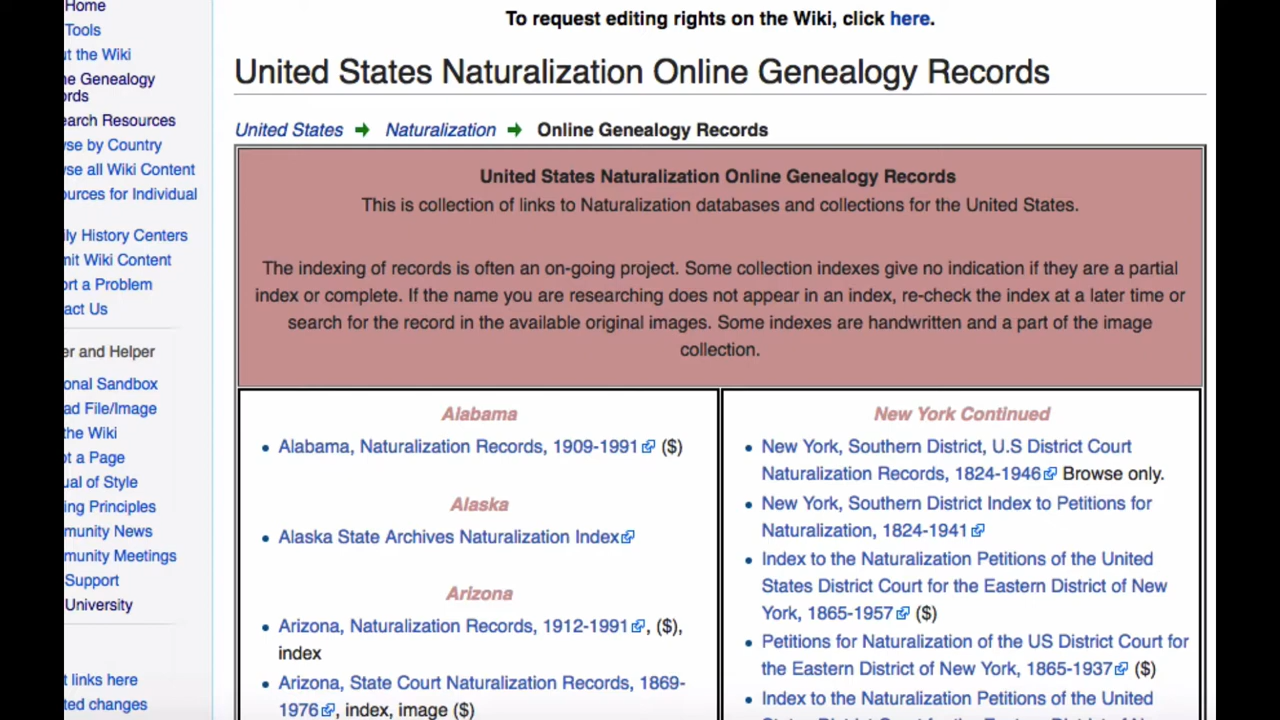 Home
Tools
ut the Wiki
ne Genealogy
ords
earch Resources
wse by Country
wse all Wiki Content
ources for Individual
ily History Centers
mit Wiki Content
ort a Problem
act Us
er and Helper
onal Sandbox
ad File/Image
the Wiki
ot a Page
ual of Style
ing Principles
munity News
munity Meetings
Support
University
t links here
ted changes
To request editing rights on the Wiki, click here.
United States Naturalization Online Genealogy Records
United States → Naturalization → Online Genealogy Records
United States Naturalization Online Genealogy Records
This is collection of links to Naturalization databases and collections for the United States.
The indexing of records is often an on-going project. Some collection indexes give no indication if they are a partial
index or complete. If the name you are researching does not appear in an index, re-check the index at a later time or
search for the record in the available original images. Some indexes are handwritten and a part of the image
collection.
Alabama
• Alabama, Naturalization Records, 1909-1991 ($)
Alaska
• Alaska State Archives Naturalization Index
Arizona
• Arizona, Naturalization Records, 1912-1991 , ($),
index
• Arizona, State Court Naturalization Records, 1869-
1976 , index, image ($)
New York Continued
• New York, Southern District, U.S District Court
Naturalization Records, 1824-1946 Browse only.
• New York, Southern District Index to Petitions for
Naturalization, 1824-1941
• Index to the Naturalization Petitions of the United
States District Court for the Eastern District of New
York, 1865-1957 ($)
• Petitions for Naturalization of the US District Court for
the Eastern District of New York, 1865-1937 ($)
• Index to the Naturalization Petitions of the United